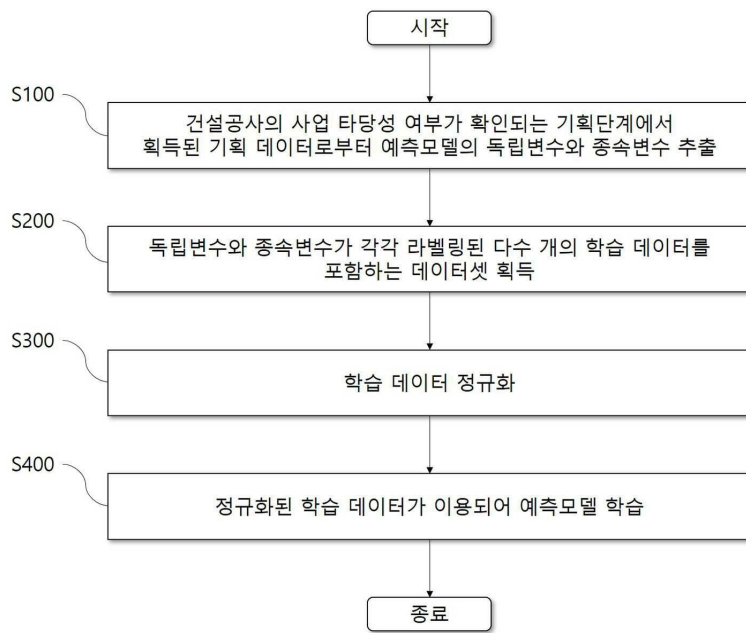 시작
S100
건설공사의 사업 타당성 여부가 확인되는 기획단계에서
획득된 기획 데이터로부터 예측모델의 독립변수와 종속변수 추출
S200
독립변수와 종속변수가 각각 라벨링된 다수 개의 학습 데이터를
포함하는 데이터셋 획득
S300
학습 데이터 정규화
S400
정규화된 학습 데이터가 이용되어 예측모델 학습
종료